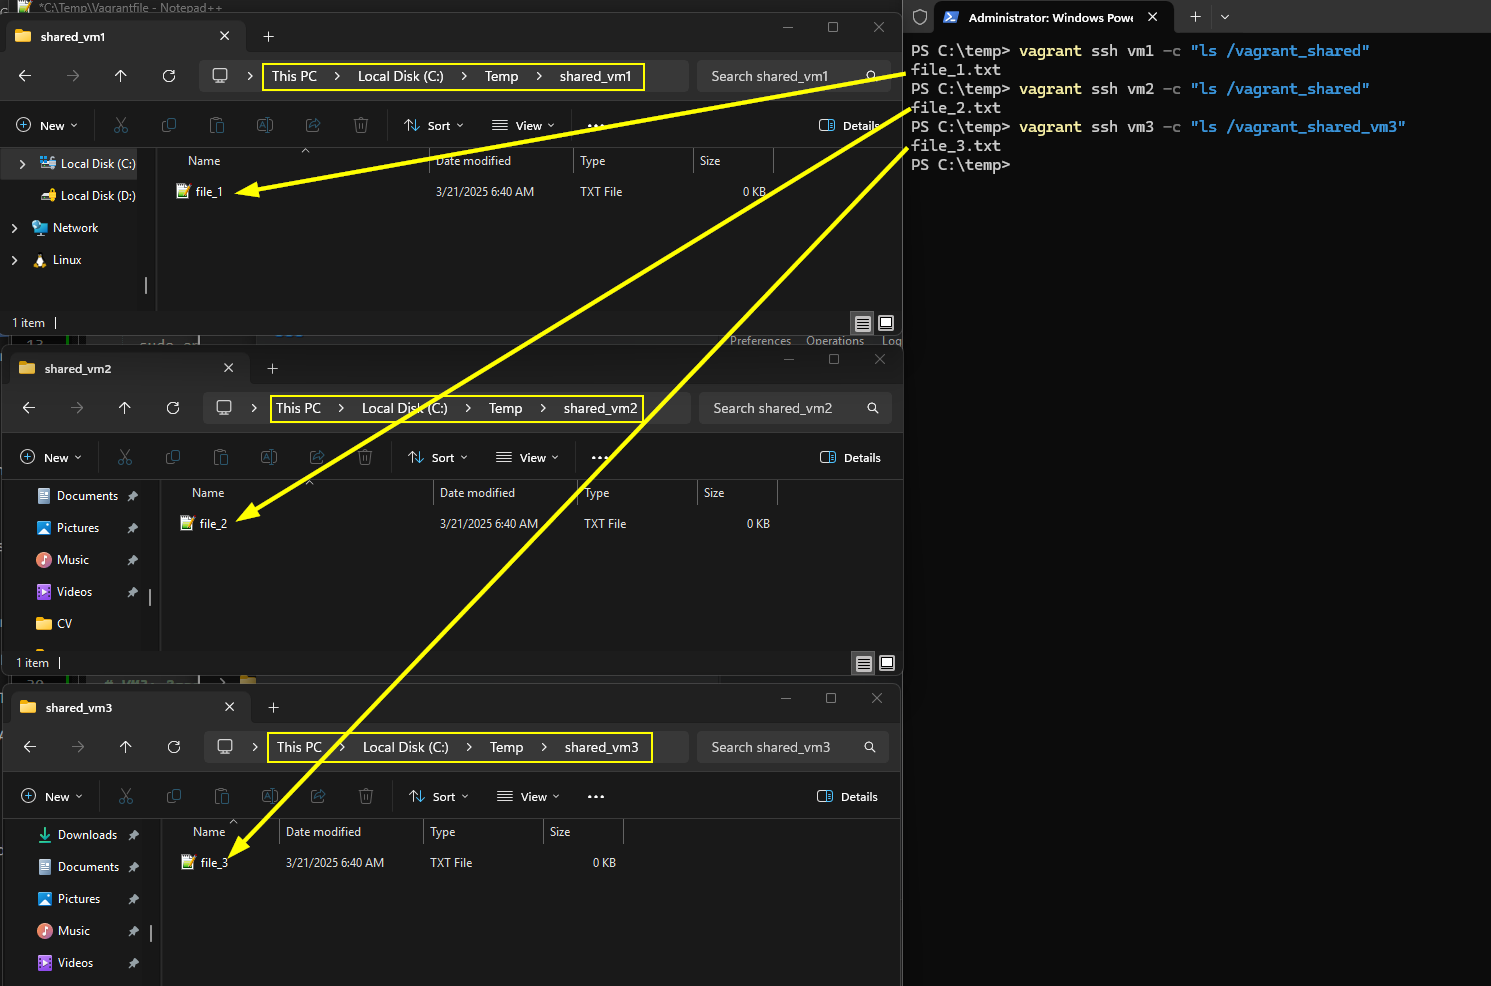 *C:\Temp\Vagrantfile - Notepad++
shared_vm1
This PC > Local Disk (C:) > Temp > shared_vm1
Search shared_vm1
New
Sort
View
Details
Local Disk (C:)
Local Disk (D:)
Network
Linux
Name
Date modified
Type
Size
file_1
3/21/2025 6:40 AM
TXT File
0 KB
1 item
Preferences Operations Log
shared_vm2
This PC > Local Disk (C:) > Temp > shared_vm2
Search shared_vm2
New
Sort
View
Details
Documents
Pictures
Music
Videos
CV
Name
Date modified
Type
Size
file_2
3/21/2025 6:40 AM
TXT File
0 KB
1 item
shared_vm3
This PC > Local Disk (C:) > Temp > shared_vm3
Search shared_vm3
New
Sort
View
Details
Downloads
Documents
Pictures
Music
Videos
Name
Date modified
Type
Size
file_3
3/21/2025 6:40 AM
TXT File
0 KB
Administrator: Windows Powe
PS C:\temp> vagrant ssh vm1 -c "ls /vagrant_shared"
file_1.txt
PS C:\temp> vagrant ssh vm2 -c "ls /vagrant_shared"
file_2.txt
PS C:\temp> vagrant ssh vm3 -c "ls /vagrant_shared_vm3"
file_3.txt
PS C:\temp>